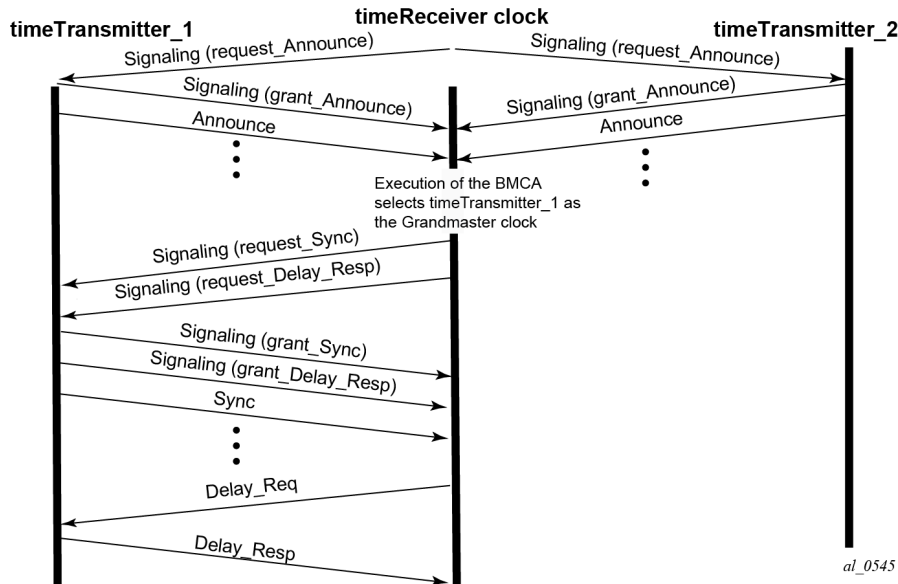 timeTransmitter_1
timeReceiver clock
timeTransmitter_2
Signaling (request_Announce)
Signaling (request_Announce)
Signaling (grant_Announce)
Signaling (grant_Announce)
Announce
Announce
Execution of the BMCA
selects timeTransmitter_1 as
the Grandmaster clock
Signaling (request_Sync)
Signaling (request_Delay_Resp)
Signaling (grant_Sync)
Signaling (grant_Delay_Resp)
Sync
Delay_Req
Delay_Resp
al_0545